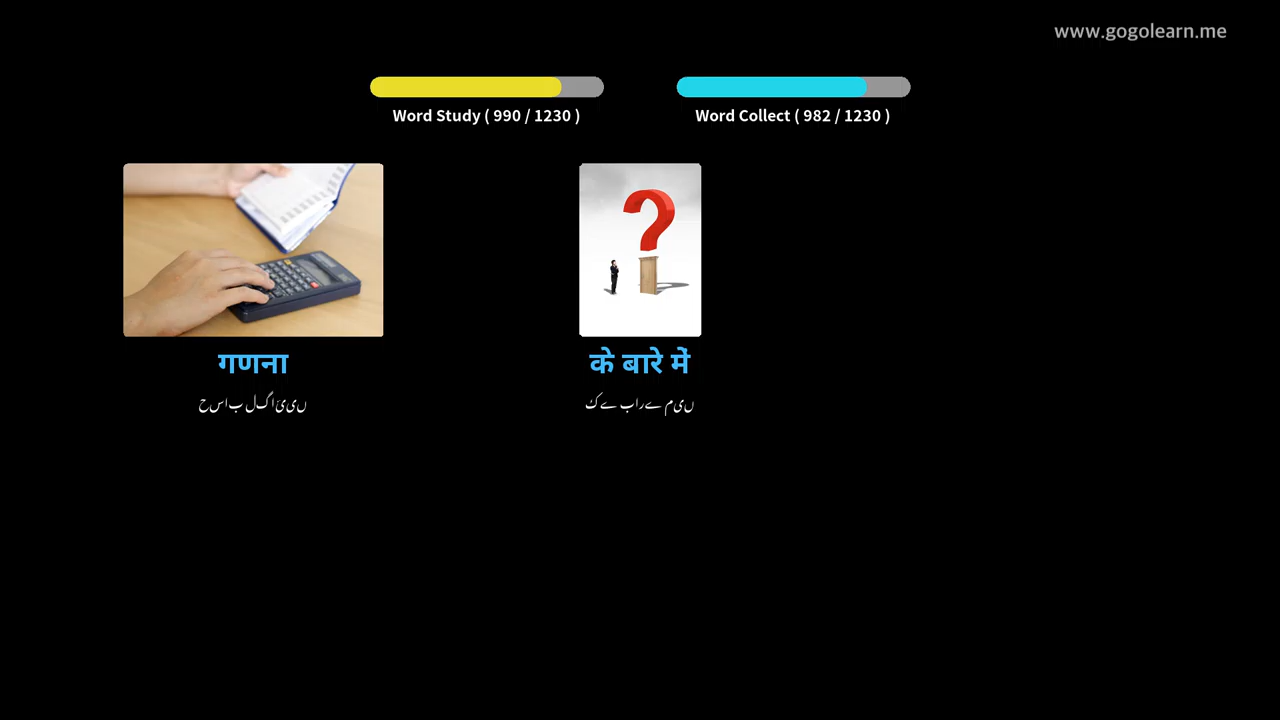 www.gogolearn.me
Word Study ( 990 / 1230 )
Word Collect ( 982 / 1230 )
गणना
حساب لگائیں
के बारे में
کے بارے میں